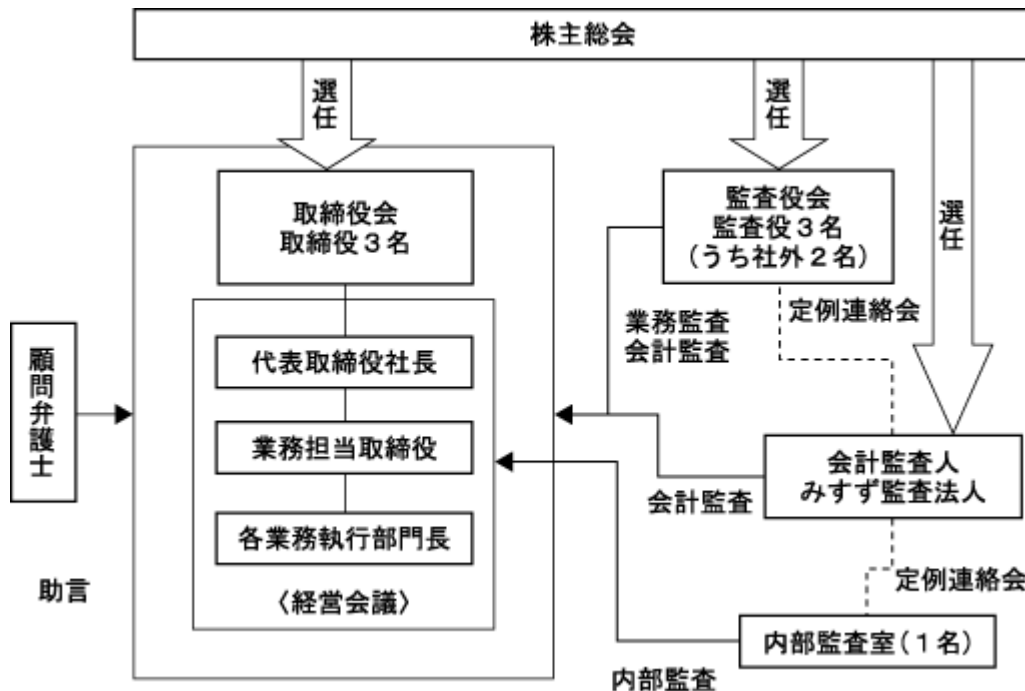 株主総会
選任
選任
選任
取締役会
取締役3名
監査役会
監査役3名
（うち社外2名）
業務監査
会計監査
定例連絡会
顧問弁護士
代表取締役社長
業務担当取締役
各業務執行部門長
〈経営会議〉
会計監査人
みすず監査法人
会計監査
助言
定例連絡会
内部監査室（1名）
内部監査